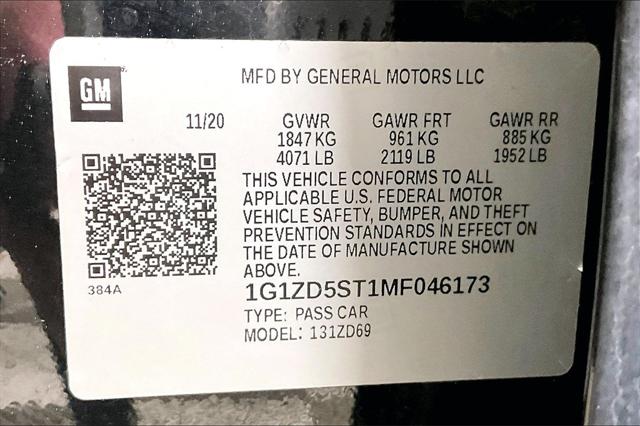 GM
MFD BY GENERAL MOTORS LLC
11/20 GVWR GAWR FRT GAWR RR
1847 KG 961 KG 885 KG
4071 LB 2119 LB 1952 LB
THIS VEHICLE CONFORMS TO ALL
APPLICABLE U.S. FEDERAL MOTOR
VEHICLE SAFETY, BUMPER, AND THEFT
PREVENTION STANDARDS IN EFFECT ON
THE DATE OF MANUFACTURE SHOWN
ABOVE.
384A
1G1ZD5ST1MF046173
TYPE: PASS CAR
MODEL: 131ZD69